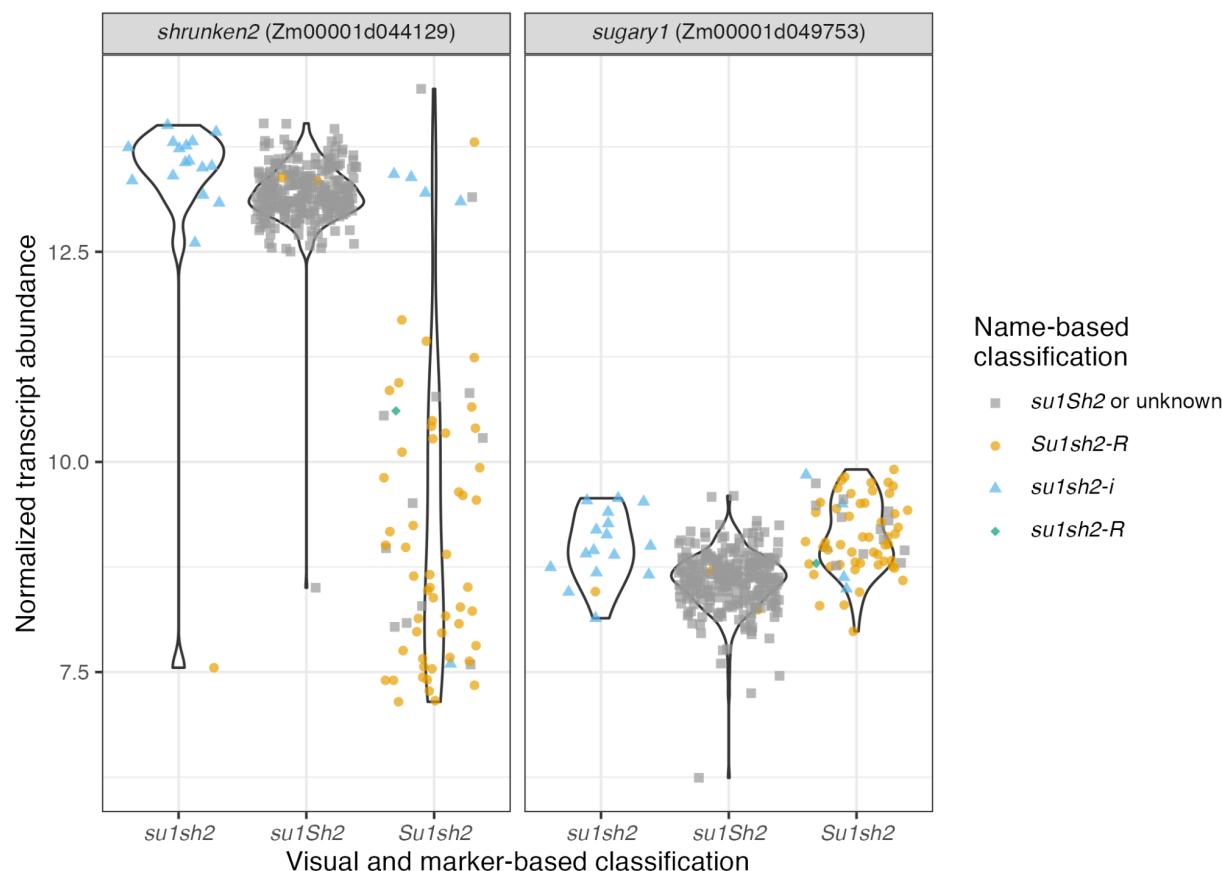 shrunken2 (Zm00001d044129)
sugary1 (Zm00001d049753)
Normalized transcript abundance
12.5
10.0
7.5
su1sh2
su1Sh2
Su1sh2
su1sh2
su1Sh2
Su1sh2
Visual and marker-based classification
Name-based
classification
su1Sh2 or unknown
Su1sh2-R
su1sh2-i
su1sh2-R